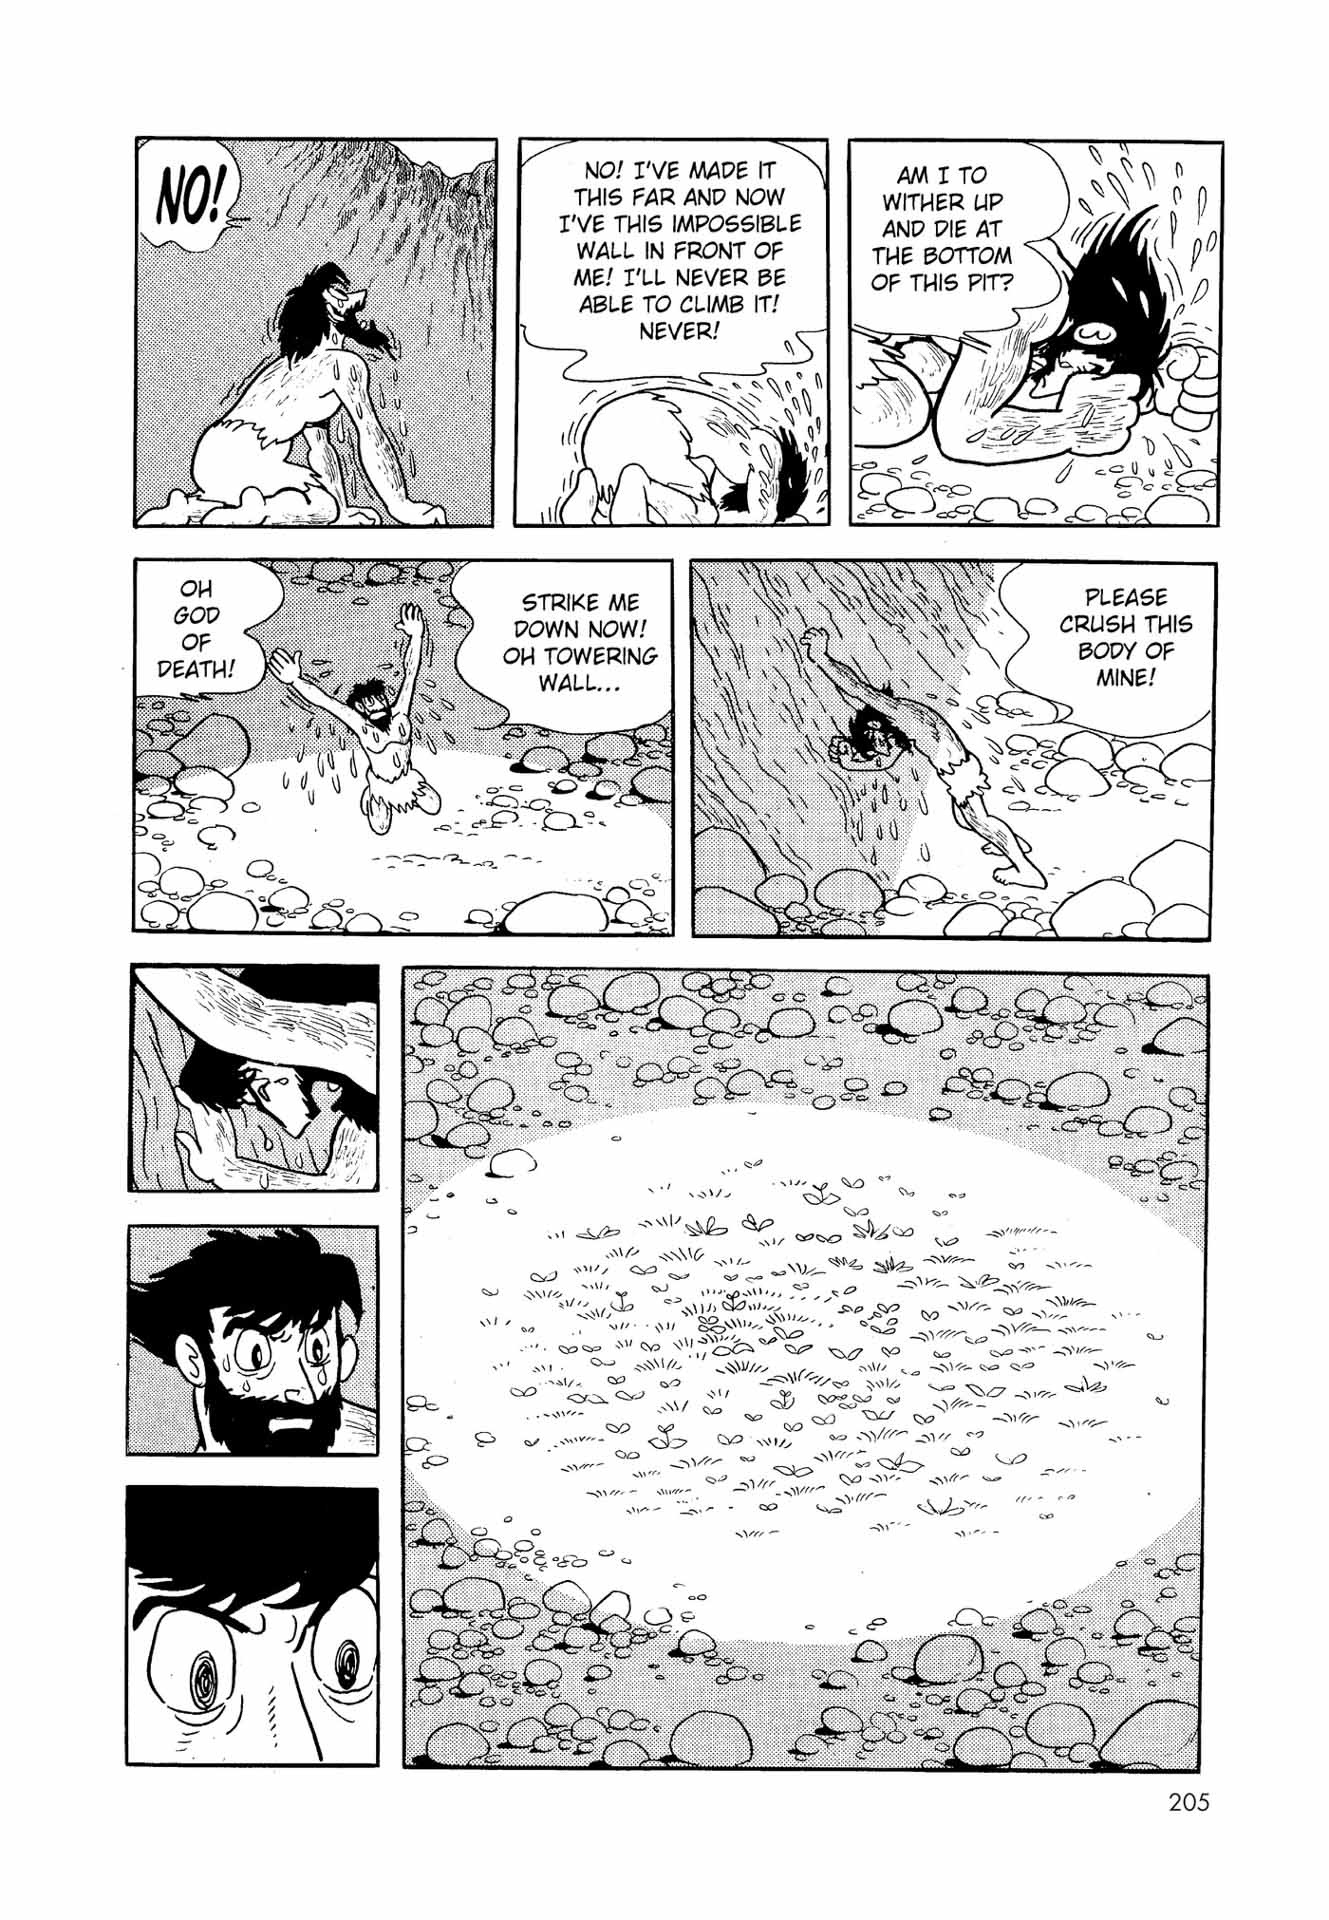 NO!
NO! I'VE MADE IT
THIS FAR AND NOW
I'VE THIS IMPOSSIBLE
WALL IN FRONT OF
ME! I'LL NEVER BE
ABLE TO CLIMB IT!
NEVER!
AM I TO
WITHER UP
AND DIE AT
THE BOTTOM
OF THIS PIT?
OH
GOD
OF
DEATH!
STRIKE ME
DOWN NOW!
OH TOWERING
WALL...
PLEASE
CRUSH THIS
BODY OF
MINE!
205